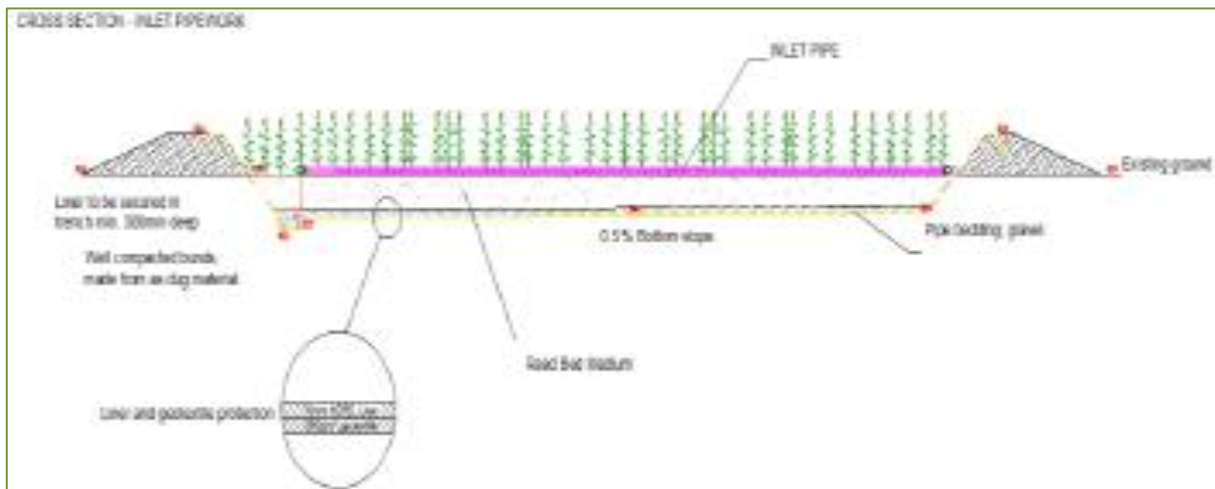 CROSS SECTION - INLET PIPEWORK
INLET PIPE
Existing ground
Liner to be secured in
trench min. 300mm deep
0.5% Bottom slope
Pipe bedding gravel
Well compacted bunds,
made from as-dug material
Reed Bed medium
Liner and geotextile protection